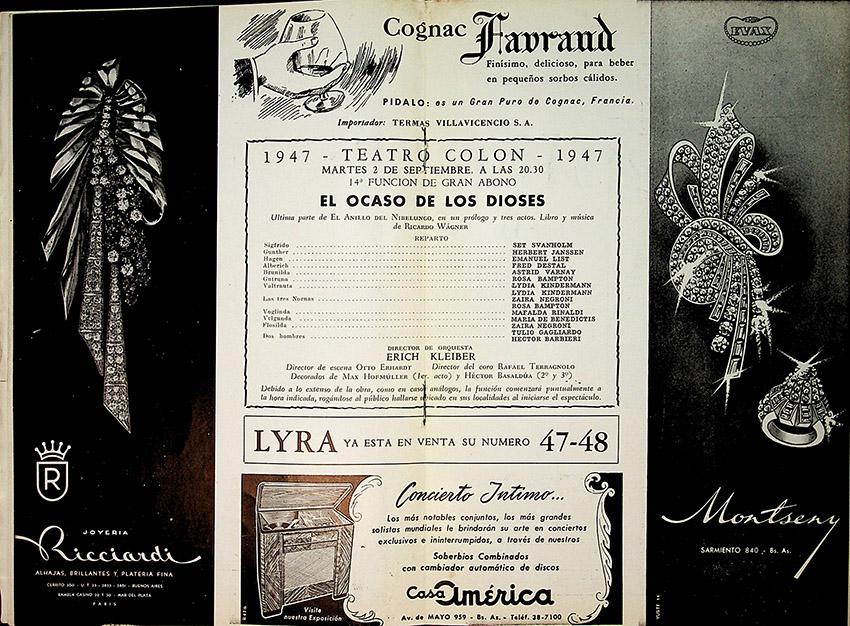 R
JOYERIA
Ricciardi
ALHAJAS, BRILLANTES Y PLATERIA FINA
RAMBLA CASINO 32 Y 50 - MAR DEL PLATA
PARIS
Cognac Favraud
Finísimo, delicioso, para beber
en pequeños sorbos cálidos.
PIDALO: es un Gran Puro de Cognac, Francia.
Importador: TERMAS VILLAVICENCIO S. A.
1947 - TEATRO COLON - 1947
MARTES 2 DE SEPTIEMBRE, A LAS 20.30
14ª FUNCION DE GRAN ABONO
EL OCASO DE LOS DIOSES
Ultima parte de EL ANILLO DEL NIBELUNGO, en un prólogo y tres actos. Libro y música
de RICARDO WÁGNER
REPARTO
Sigfrido ... SET SVANHOLM
Gunther ... HERBERT JANSSEN
Hagen ... EMANUEL LIST
Alberich ... FRED DESTAL
Brunilda ... ASTRID VARNAY
Gutruna ... ROSA BAMPTON
Valtrauta ... LYDIA KINDERMANN
LYDIA KINDERMANN
Las tres Nornas ... ZAIRA NEGRONI
ROSA BAMPTON
Voglinda ... MAFALDA RINALDI
Velgunda ... MARIA DE BENEDICTIS
Flosilda ... ZAIRA NEGRONI
TULIO GAGLIARDO
Dos hombres ... HECTOR BARBIERI
DIRECTOR DE ORQUESTA
ERICH KLEIBER
Director de escena OTTO ERHARDT Director del coro RAFAEL TERRAGNOLO
Decorados de MAX HOFMÜLLER (1er. acto) y HÉCTOR BASALDÚA (2º y 3º)
Debido a lo extenso de la obra, como en casos análogos, la función comenzará puntualmente a
la hora indicada, rogándose al público hallarse ubicado en sus localidades al iniciarse el espectáculo.
LYRA YA ESTA EN VENTA SU NUMERO 47-48
Concierto Intimo...
Los más notables conjuntos, los más grandes
solistas mundiales le brindarán su arte en conciertos
exclusivos e ininterrumpidos, a través de nuestros
Soberbios Combinados
con cambiador automático de discos
Casa América
Av. de MAYO 959 - Bs. As. - Teléf. 38-7100
Visite
nuestra Exposición
EVAX
Montseny
SARMIENTO 840 - Bs. As.